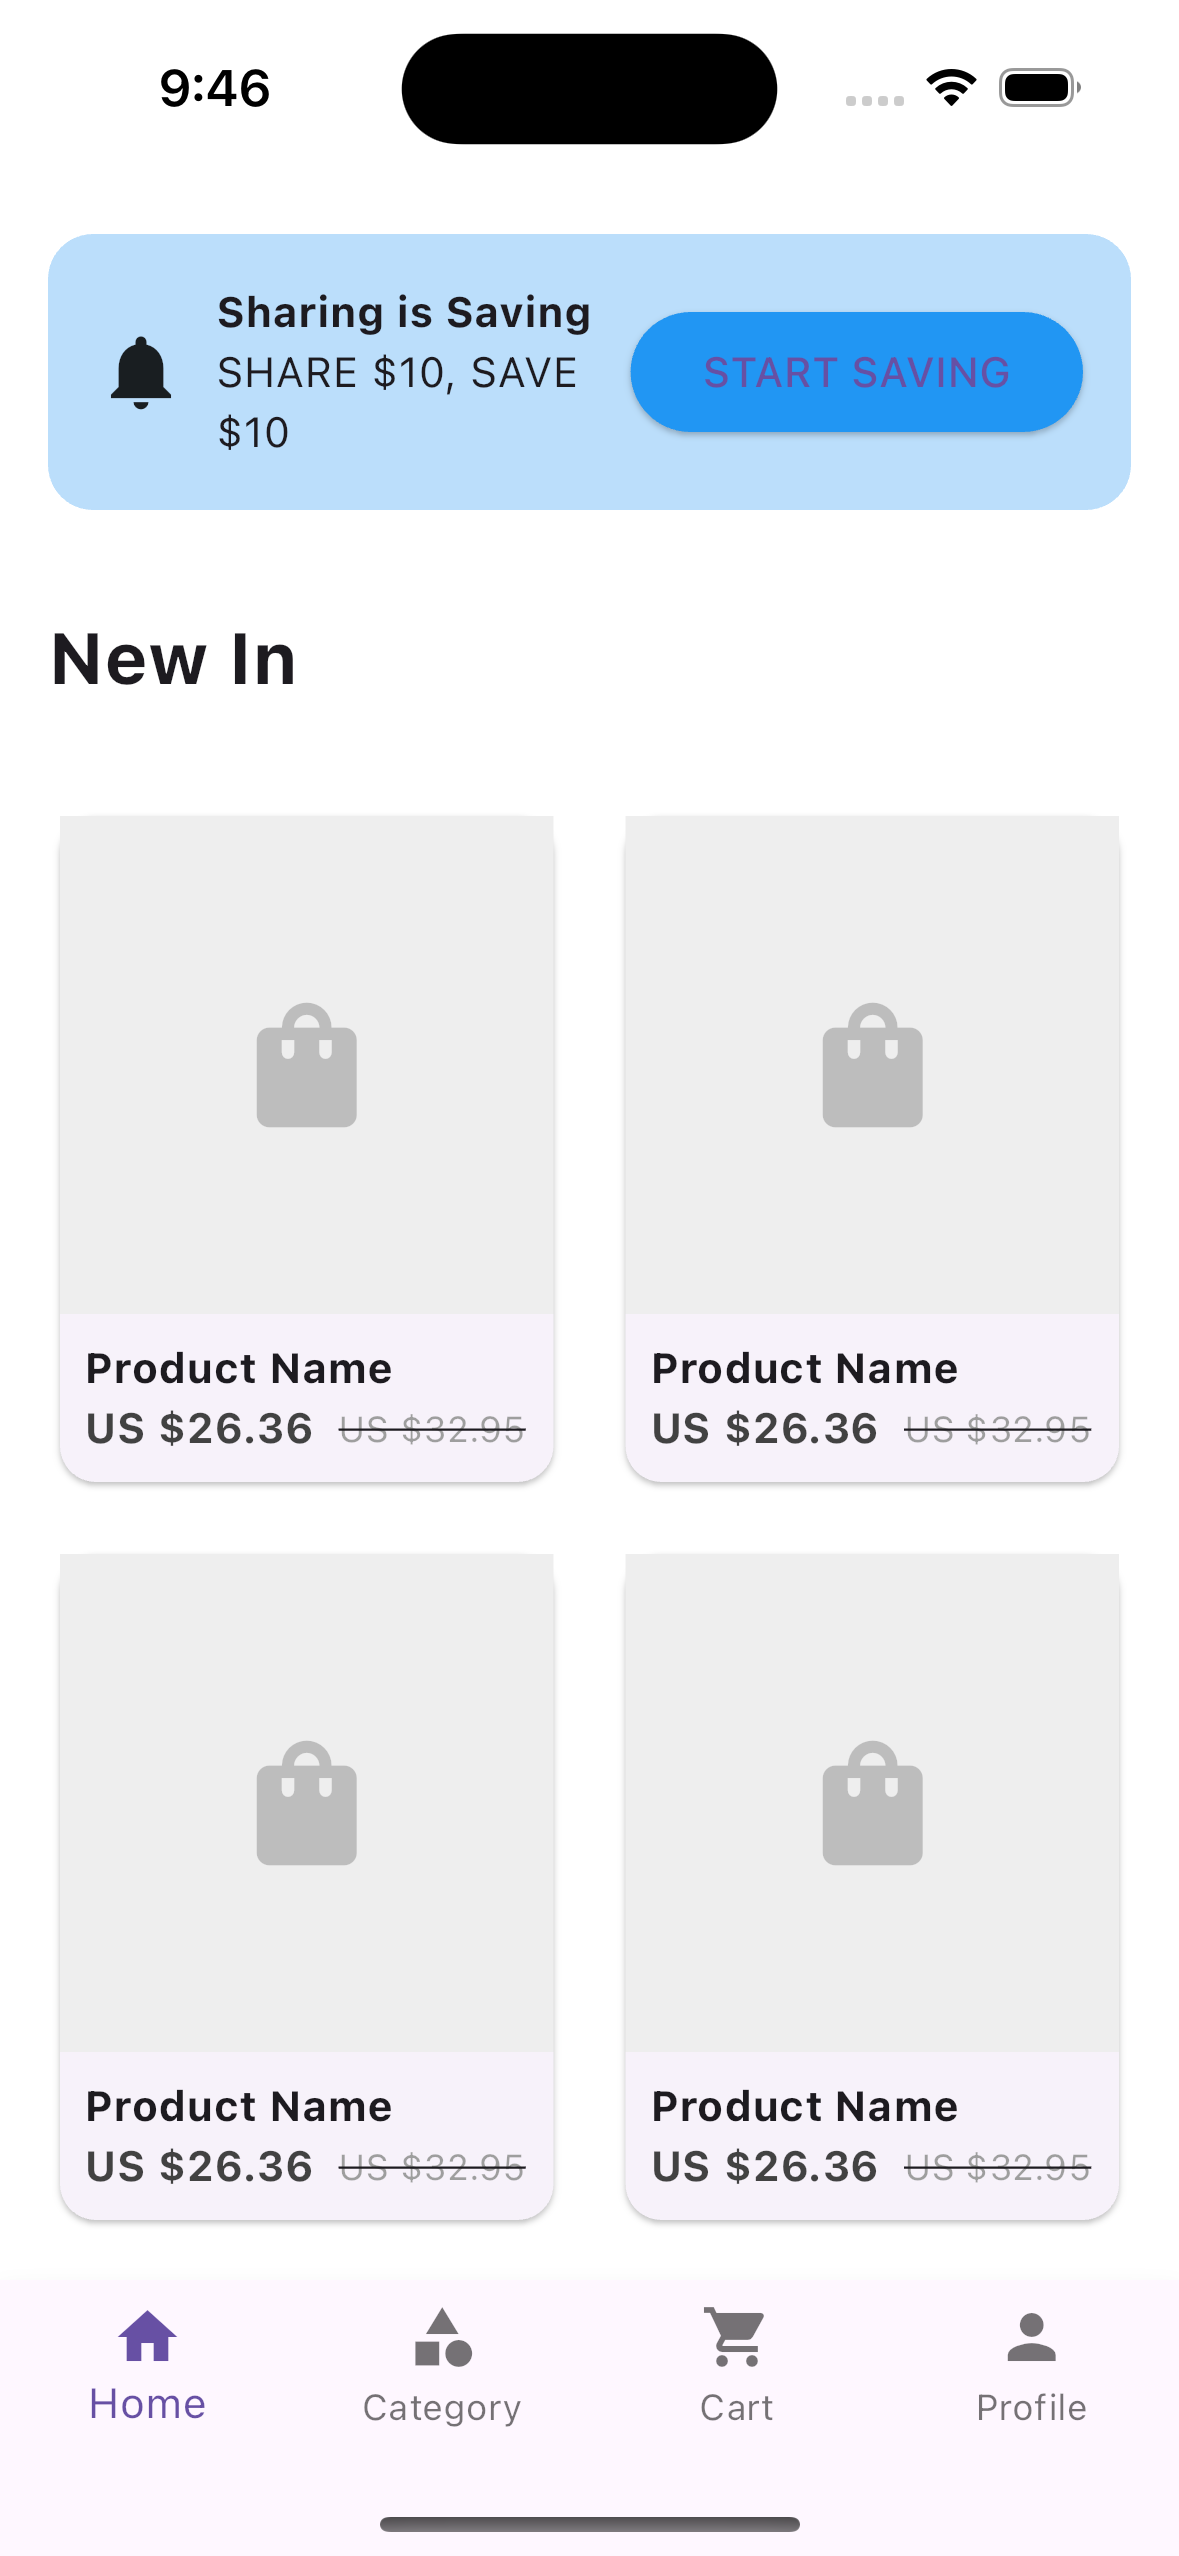 9:46
Sharing is Saving
SHARE $10, SAVE
$10
START SAVING
New In
Product Name
US $26.36 US $32.95
Product Name
US $26.36 US $32.95
Product Name
US $26.36 US $32.95
Product Name
US $26.36 US $32.95
Home
Category
Cart
Profile